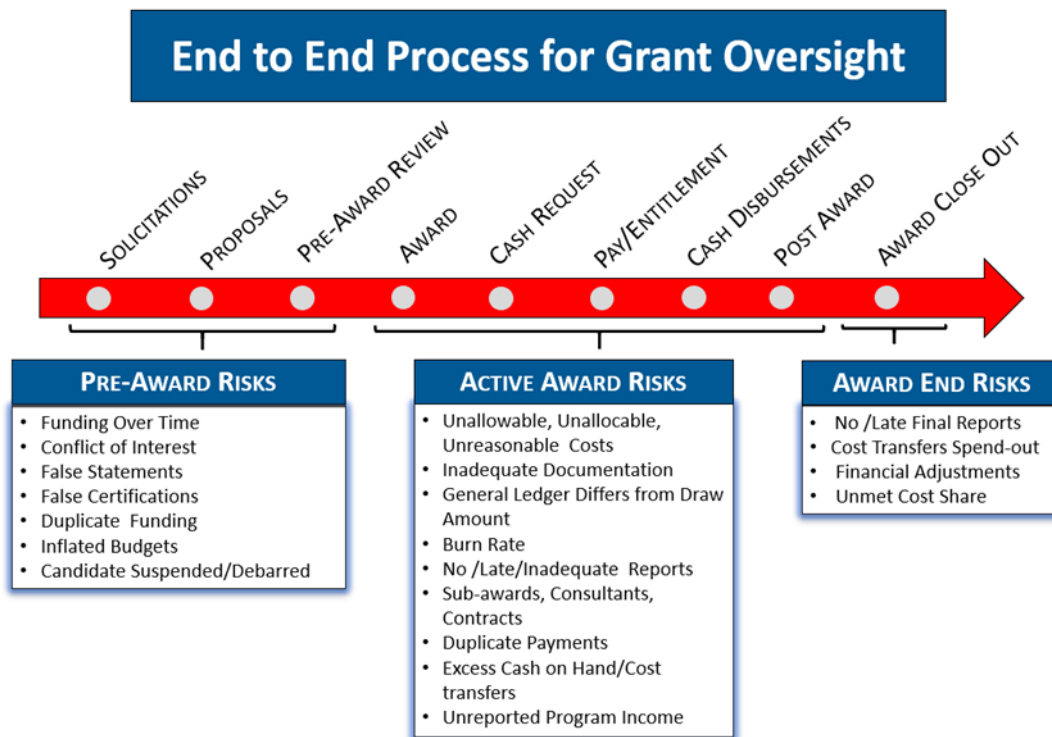 End to End Process for Grant Oversight
SOLICITATIONS
PROPOSALS
PRE-AWARD REVIEW
AWARD
CASH REQUEST
PAY/ENTITLEMENT
CASH DISBURSEMENTS
POST AWARD
AWARD CLOSE OUT
PRE-AWARD RISKS
• Funding Over Time
• Conflict of Interest
• False Statements
• False Certifications
• Duplicate Funding
• Inflated Budgets
• Candidate Suspended/Debarred
ACTIVE AWARD RISKS
• Unallowable, Unallocable,
Unreasonable Costs
• Inadequate Documentation
• General Ledger Differs from Draw
Amount
• Burn Rate
• No /Late/Inadequate Reports
• Sub-awards, Consultants,
Contracts
• Duplicate Payments
• Excess Cash on Hand/Cost
transfers
• Unreported Program Income
AWARD END RISKS
• No /Late Final Reports
• Cost Transfers Spend-out
• Financial Adjustments
• Unmet Cost Share